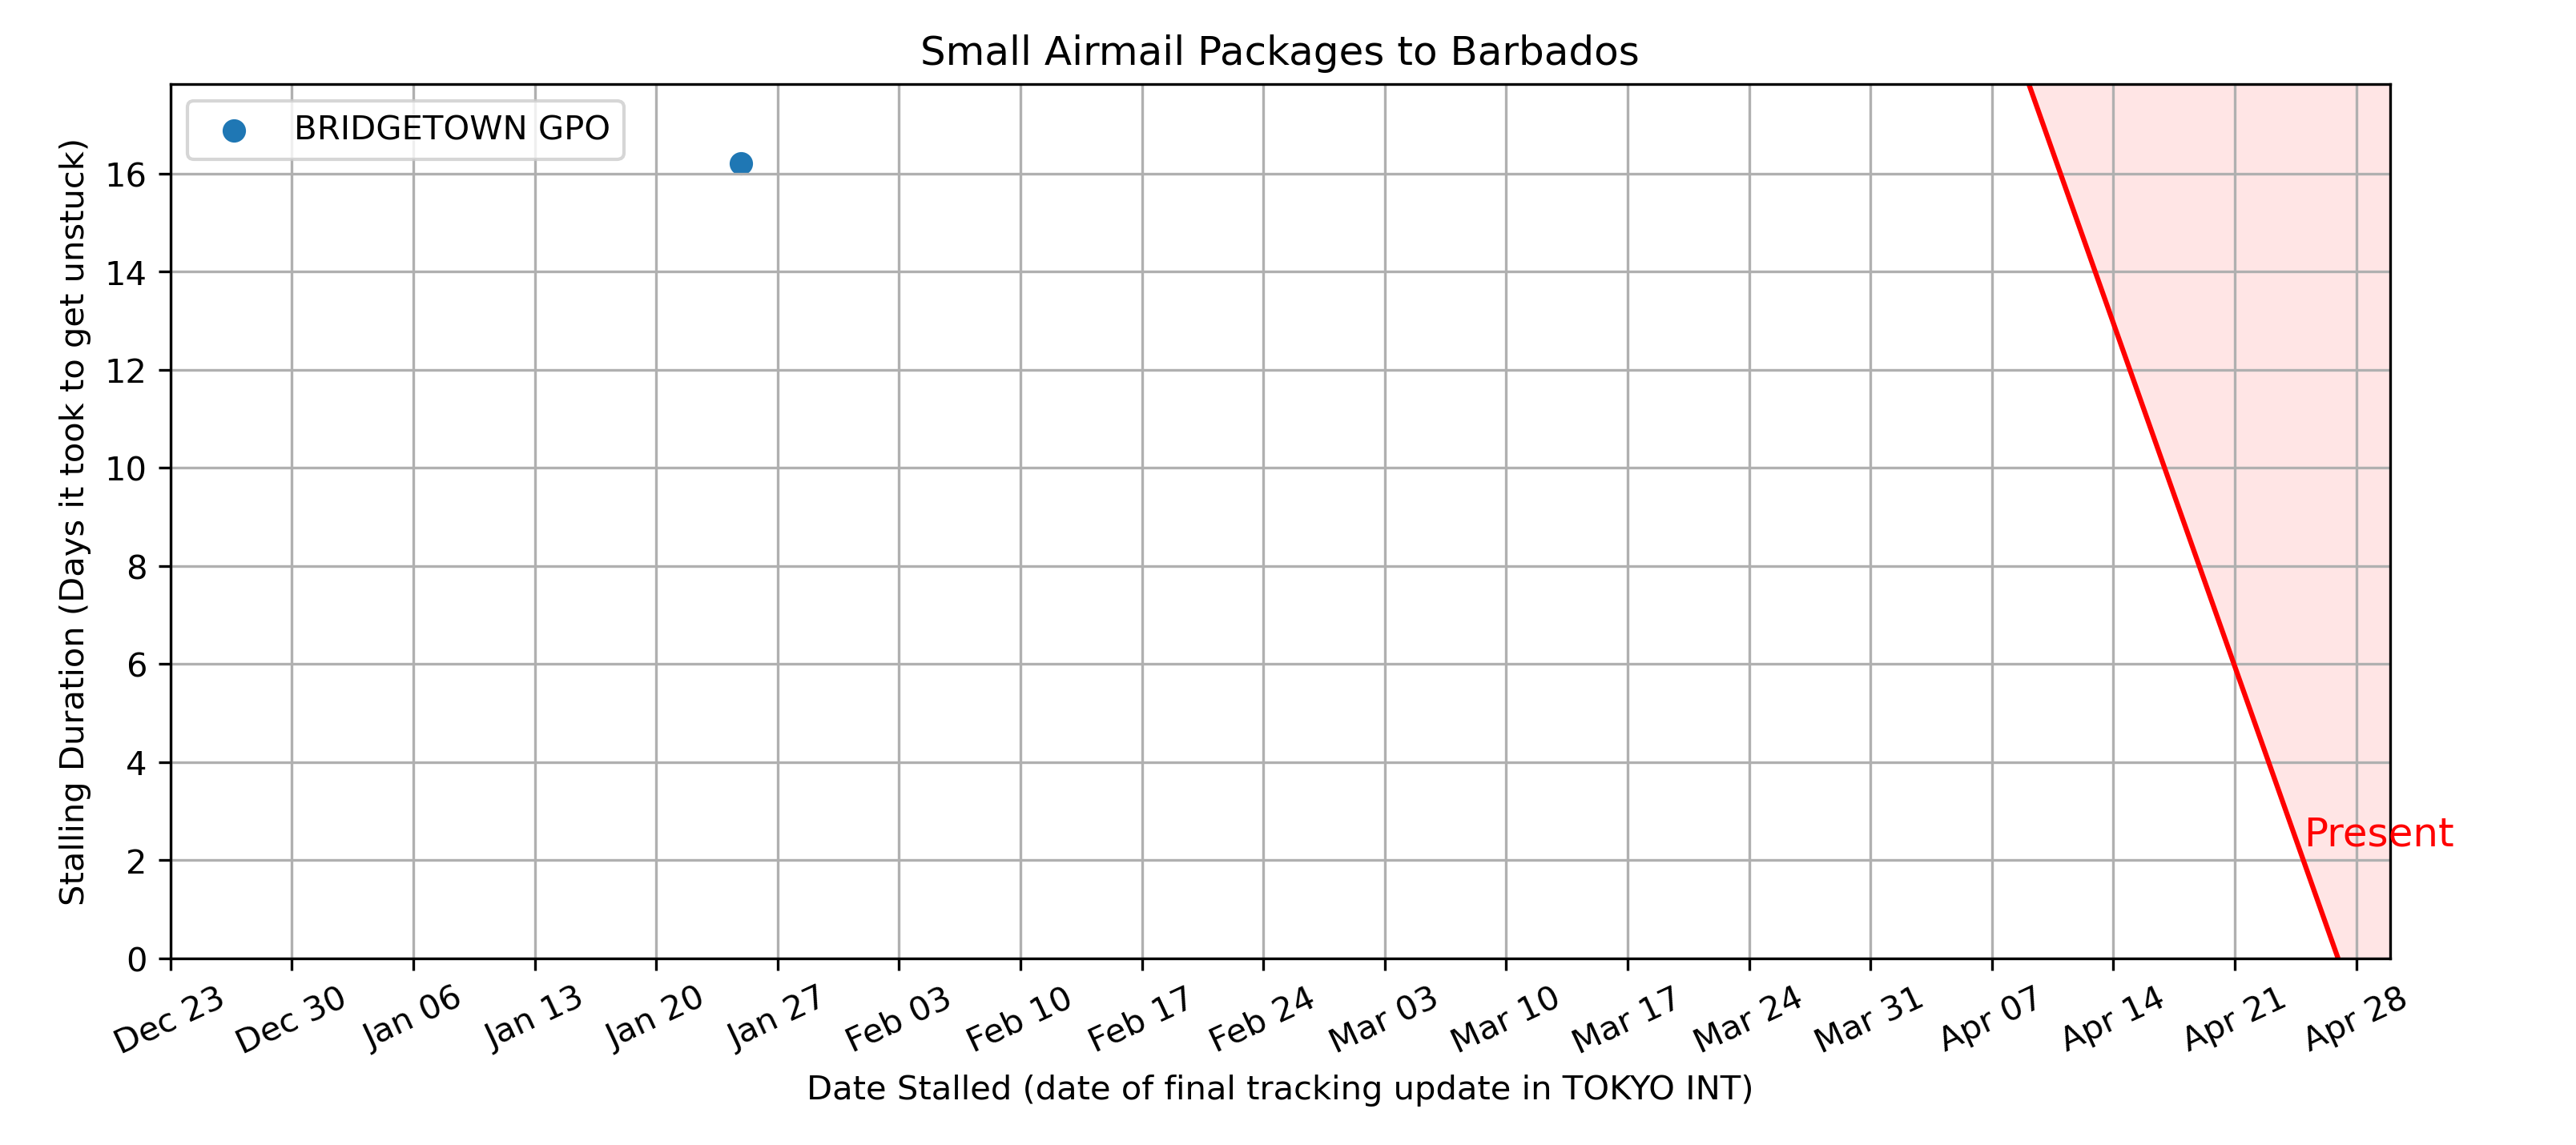 Small Airmail Packages to Barbados
BRIDGETOWN GPO
Stalling Duration (Days it took to get unstuck)
16
14
12
10
8
6
4
2
0
Present
Dec 23
Dec 30
Jan 06
Jan 13
Jan 20
Jan 27
Feb 03
Feb 10
Feb 17
Feb 24
Mar 03
Mar 10
Mar 17
Mar 24
Mar 31
Apr 07
Apr 14
Apr 21
Apr 28
Date Stalled (date of final tracking update in TOKYO INT)